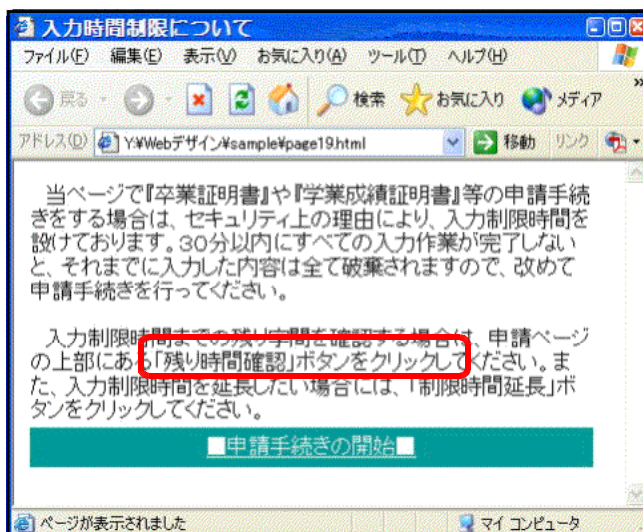 入力時間制限について
ファイル(F) 編集(E) 表示(V) お気に入り(A) ツール(T) ヘルプ(H)
戻る 検索 お気に入り メディア »
アドレス(D) Y:¥Webデザイン¥sample¥page19.html 移動 リンク
当ページで『卒業証明書』や『学業成績証明書』等の申請手続
きをする場合は、セキュリティ上の理由により、入力制限時間を
設けております。30分以内にすべての入力作業が完了しない
と、それまでに入力した内容は全て破棄されますので、改めて
申請手続きを行ってください。
入力制限時間までの残り字間を確認する場合は、申請ページ
の上部にある「残り時間確認」ボタンをクリックしてください。ま
た、入力制限時間を延長したい場合には、「制限時間延長」ボ
タンをクリックしてください。
■申請手続きの開始■
ページが表示されました マイ コンピュータ